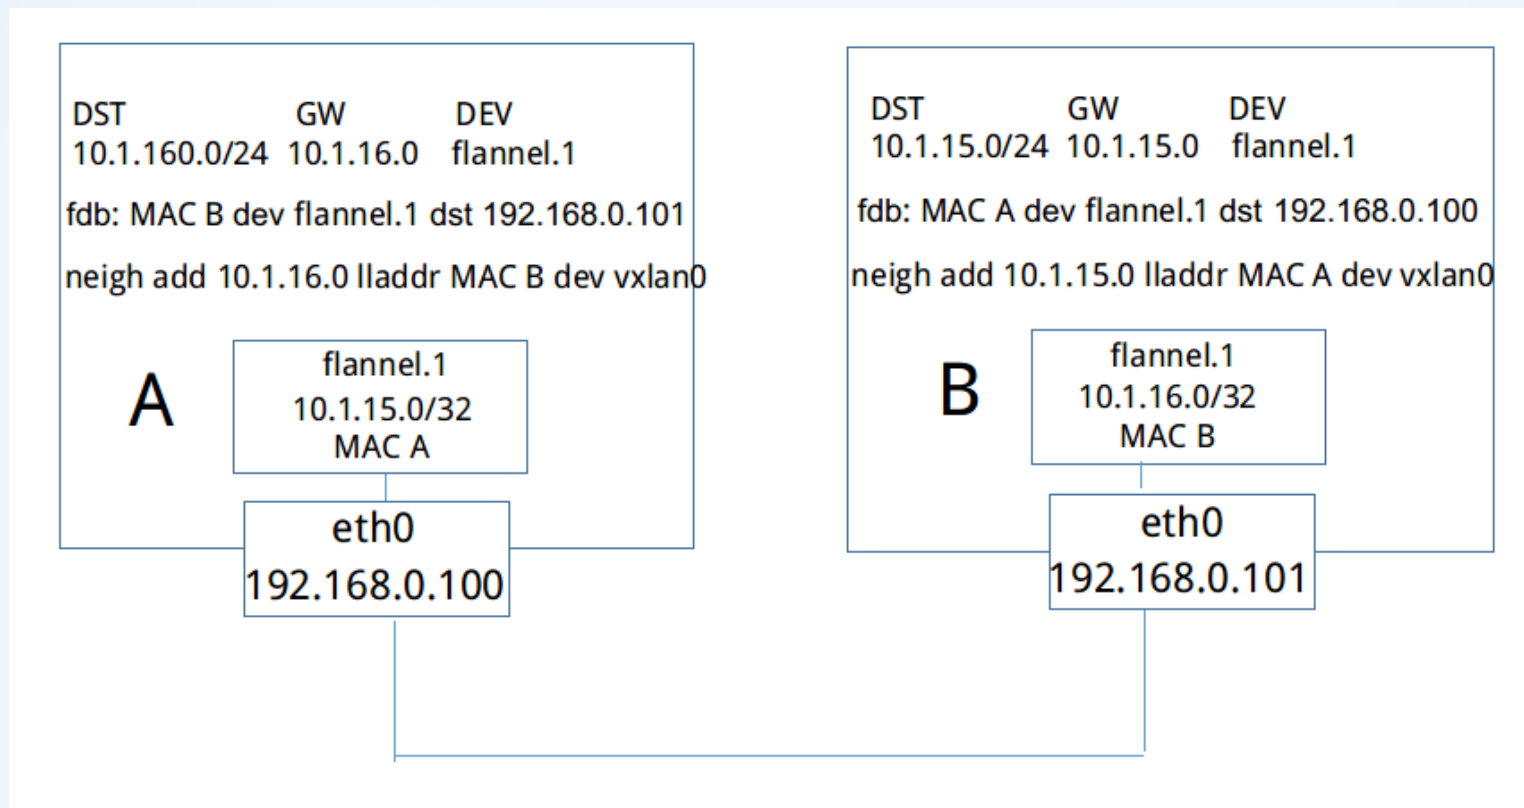 DST GW DEV
10.1.160.0/24 10.1.16.0 flannel.1
fdb: MAC B dev flannel.1 dst 192.168.0.101
neigh add 10.1.16.0 lladdr MAC B dev vxlan0
A
flannel.1
10.1.15.0/32
MAC A
eth0
192.168.0.100
DST GW DEV
10.1.15.0/24 10.1.15.0 flannel.1
fdb: MAC A dev flannel.1 dst 192.168.0.100
neigh add 10.1.15.0 lladdr MAC A dev vxlan0
B
flannel.1
10.1.16.0/32
MAC B
eth0
192.168.0.101